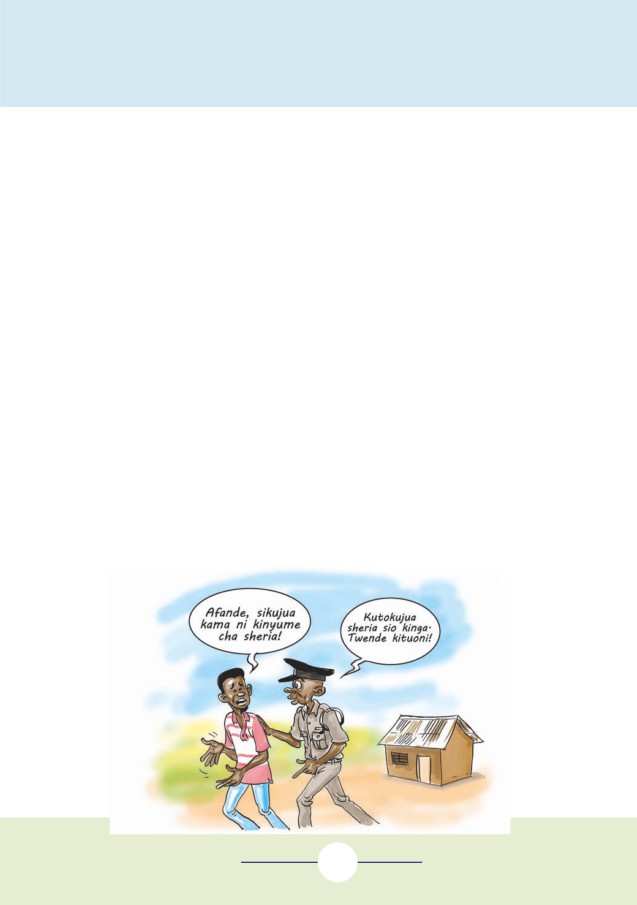 Afande, sikujua
kama ni kinyume
cha sheria!
Kutokujua
sheria sio kinga.
Twende kituoni!